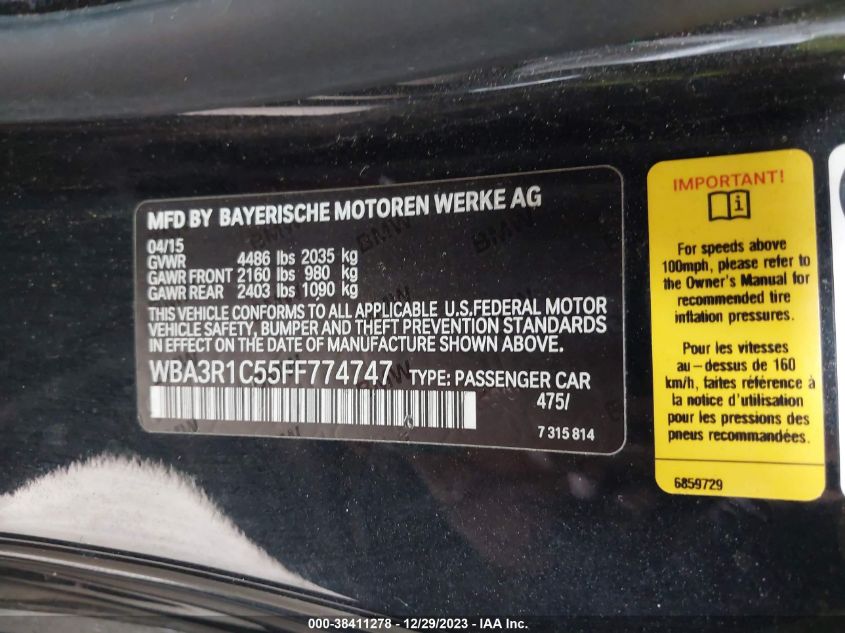 MFD BY BAYERISCHE MOTOREN WERKE AG
04/15
GVWR 4486 lbs 2035 kg
GAWR FRONT 2160 lbs 980 kg
GAWR REAR 2403 lbs 1090 kg
THIS VEHICLE CONFORMS TO ALL APPLICABLE U.S.FEDERAL MOTOR
VEHICLE SAFETY, BUMPER AND THEFT PREVENTION STANDARDS
IN EFFECT ON THE DATE OF MANUFACTURE SHOWN ABOVE.
WBA3R1C55FF774747 TYPE: PASSENGER CAR
475/
7 315 814
IMPORTANT!
For speeds above
100mph, please refer to
the Owner's Manual for
recommended tire
inflation pressures.
Pour les vitesses
au-dessus de 160
km/h, faites référence à
la notice d'utilisation
pour les pressions des
pneus recommandées.
6859729
000-38411278 - 12/29/2023 - IAA Inc.